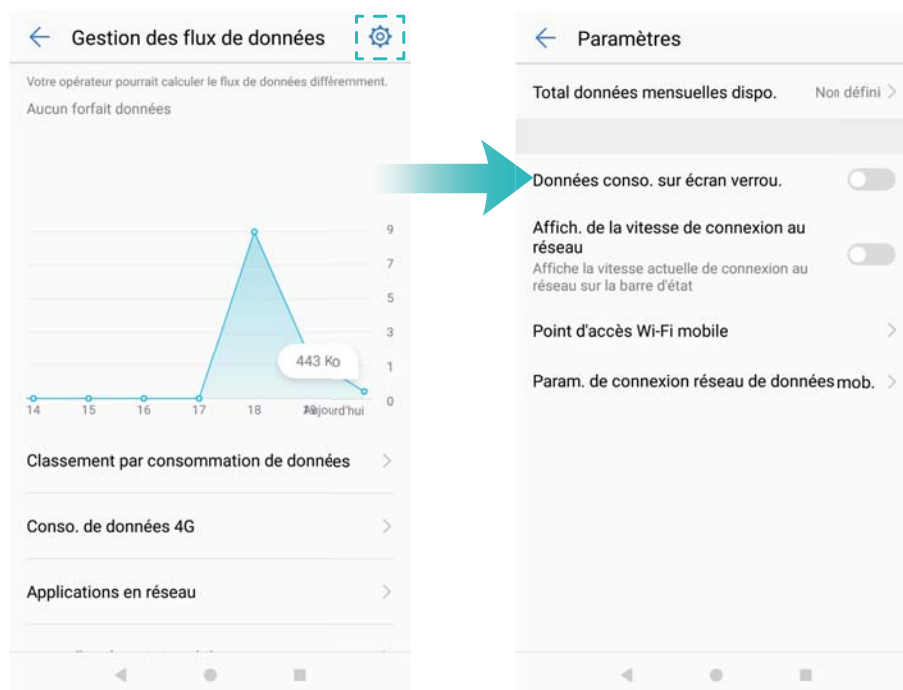 Gestion des flux de données
Votre opérateur pourrait calculer le flux de données différemment.
Aucun forfait données
9
7
5
3
1
0
443 Ko
14 15 16 17 18 Aujourd'hui
Classement par consommation de données
Conso. de données 4G
Applications en réseau
Paramètres
Total données mensuelles dispo. Non défini
Données conso. sur écran verrou.
Affich. de la vitesse de connexion au
réseau
Affiche la vitesse actuelle de connexion au
réseau sur la barre d'état
Point d'accès Wi-Fi mobile
Param. de connexion réseau de données mob.